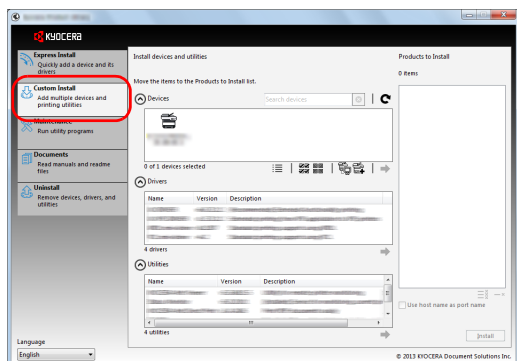 KYOCERA
Express Install
Quickly add a device and its
drivers
Custom Install
Add multiple devices and
printing utilities
Maintenance
Run utility programs
Documents
Read manuals and readme
files
Uninstall
Remove devices, drivers, and
utilities
Language
English
Install devices and utilities
Move the items to the Products to Install list.
Devices
Search devices
0 of 1 devices selected
Drivers
Name Version Description
4 drivers
Utilities
Name Version Description
4 utilities
Products to Install
0 items
Use host name as port name
Install
© 2013 KYOCERA Document Solutions Inc.